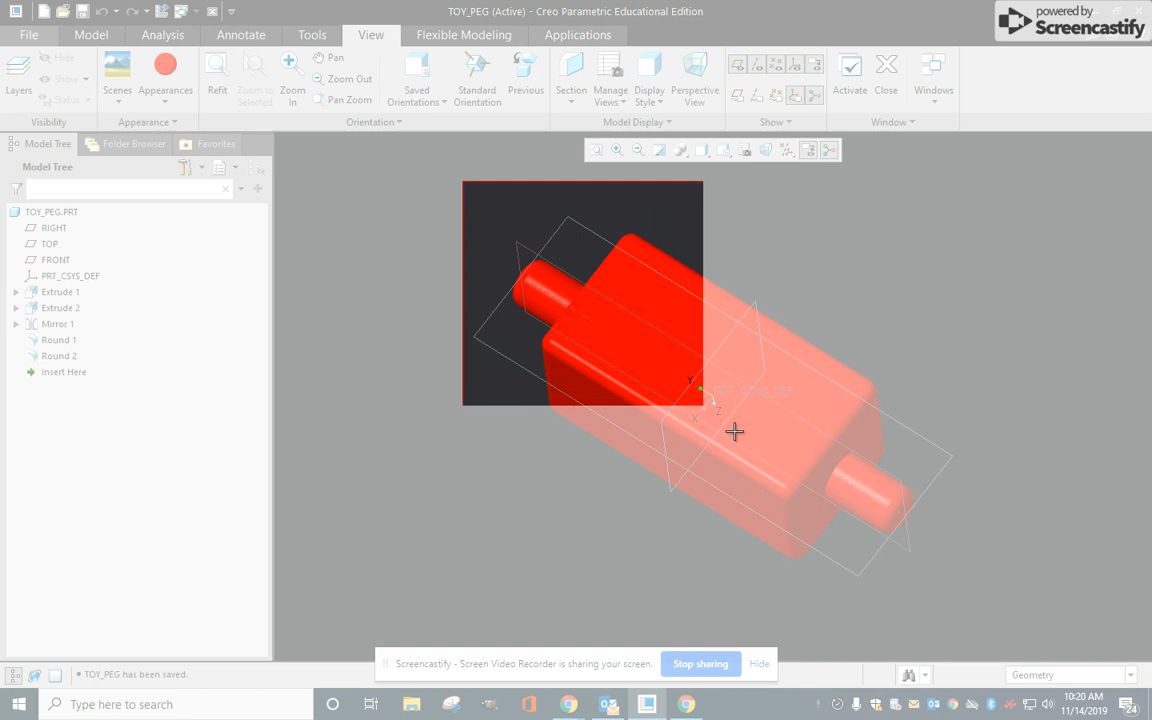 TOY_PEG (Active) - Creo Parametric Educational Edition
powered by
Screencastify
File Model Analysis Annotate Tools View Flexible Modeling Applications
Hide
Show
Status
Layers
Visibility
Scenes
Appearances
Appearance
Refit
Zoom to Selected
Zoom In
Pan
Zoom Out
Pan Zoom
Saved Orientations
Standard Orientation
Previous
Orientation
Section
Manage Views
Display Style
Perspective View
Model Display
Show
Activate
Close
Windows
Window
Model Tree Folder Browser Favorites
Model Tree
TOY_PEG.PRT
RIGHT
TOP
FRONT
PRT_CSYS_DEF
Extrude 1
Extrude 2
Mirror 1
Round 1
Round 2
Insert Here
Y
PRT_CSYS_DEF
Z
X
Screencastify - Screen Video Recorder is sharing your screen. Stop sharing Hide
• TOY_PEG has been saved.
Geometry
Type here to search
10:20 AM
11/14/2019
24